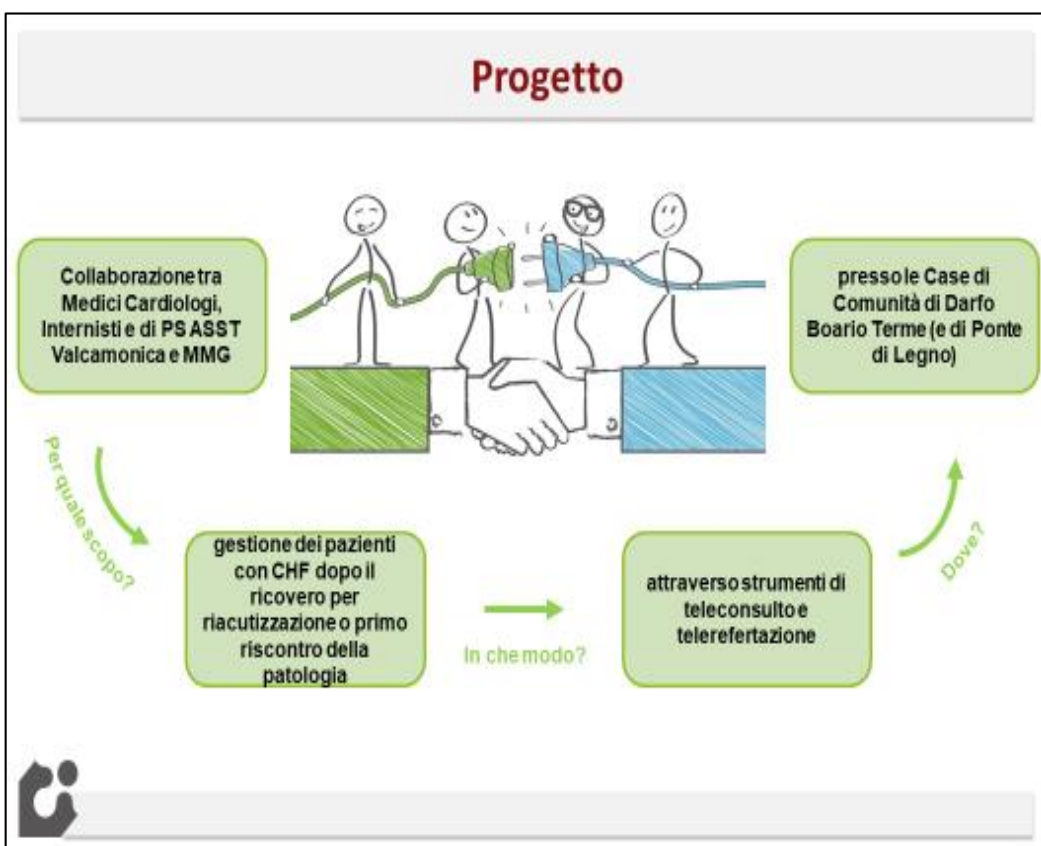 Progetto
Collaborazione tra
Medici Cardiologi,
Internisti e di PS ASST
Valcamonica e MMG
Per quale scopo?
gestione dei pazienti
con CHF dopo il
ricovero per
riacutizzazione o primo
riscontro della
patologia
In che modo?
attraverso strumenti di
teleconsulto e
telerefertazione
Dove?
presso le Case di
Comunità di Darfo
Boario Terme (e di Ponte
di Legno)